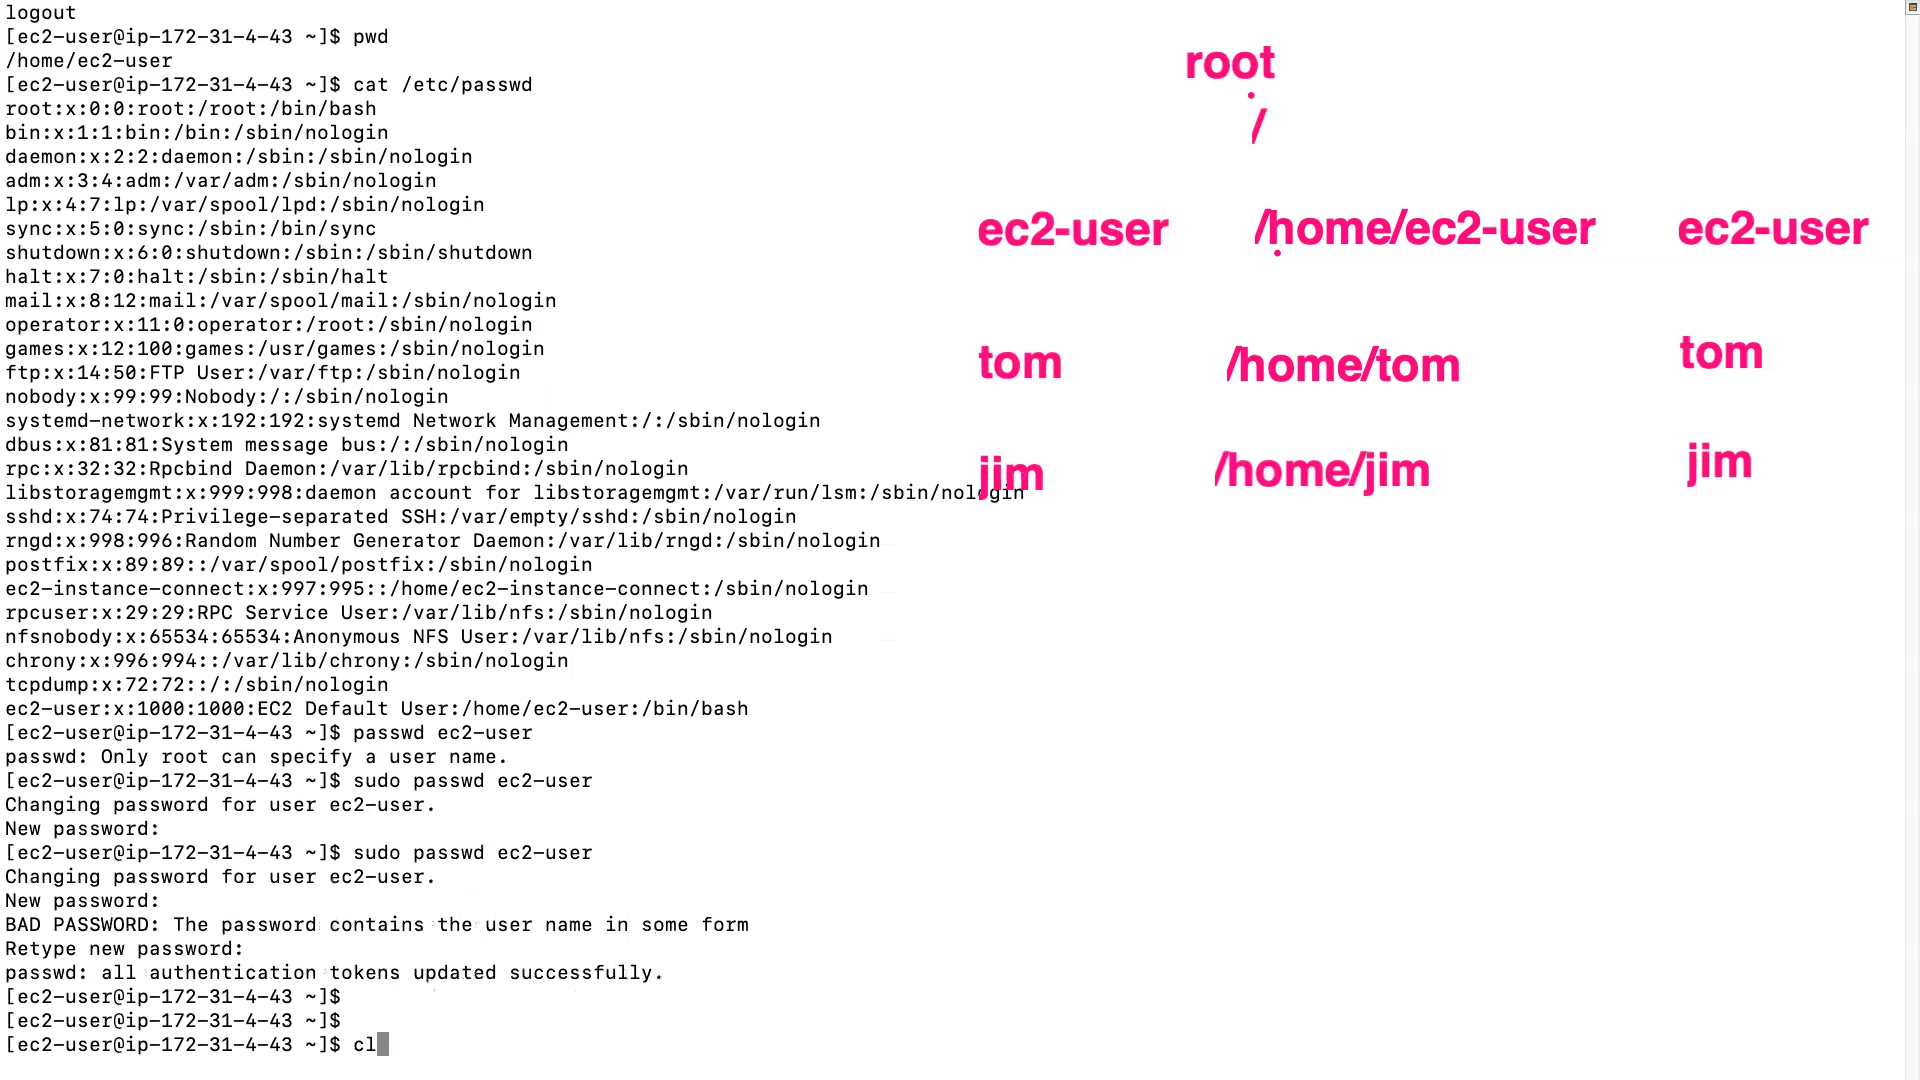 logout
[ec2-user@ip-172-31-4-43 ~]$ pwd
/home/ec2-user
[ec2-user@ip-172-31-4-43 ~]$ cat /etc/passwd
root:x:0:0:root:/root:/bin/bash
bin:x:1:1:bin:/bin:/sbin/nologin
daemon:x:2:2:daemon:/sbin:/sbin/nologin
adm:x:3:4:adm:/var/adm:/sbin/nologin
lp:x:4:7:lp:/var/spool/lpd:/sbin/nologin
sync:x:5:0:sync:/sbin:/bin/sync
shutdown:x:6:0:shutdown:/sbin:/sbin/shutdown
halt:x:7:0:halt:/sbin:/sbin/halt
mail:x:8:12:mail:/var/spool/mail:/sbin/nologin
operator:x:11:0:operator:/root:/sbin/nologin
games:x:12:100:games:/usr/games:/sbin/nologin
ftp:x:14:50:FTP User:/var/ftp:/sbin/nologin
nobody:x:99:99:Nobody:/:/sbin/nologin
systemd-network:x:192:192:systemd Network Management:/:/sbin/nologin
dbus:x:81:81:System message bus:/:/sbin/nologin
rpc:x:32:32:Rpcbind Daemon:/var/lib/rpcbind:/sbin/nologin
libstoragemgmt:x:999:998:daemon account for libstoragemgmt:/var/run/lsm:/sbin/nologin
sshd:x:74:74:Privilege-separated SSH:/var/empty/sshd:/sbin/nologin
rngd:x:998:996:Random Number Generator Daemon:/var/lib/rngd:/sbin/nologin
postfix:x:89:89::/var/spool/postfix:/sbin/nologin
ec2-instance-connect:x:997:995::/home/ec2-instance-connect:/sbin/nologin
rpcuser:x:29:29:RPC Service User:/var/lib/nfs:/sbin/nologin
nfsnobody:x:65534:65534:Anonymous NFS User:/var/lib/nfs:/sbin/nologin
chrony:x:996:994::/var/lib/chrony:/sbin/nologin
tcpdump:x:72:72::/:/sbin/nologin
ec2-user:x:1000:1000:EC2 Default User:/home/ec2-user:/bin/bash
[ec2-user@ip-172-31-4-43 ~]$ passwd ec2-user
passwd: Only root can specify a user name.
[ec2-user@ip-172-31-4-43 ~]$ sudo passwd ec2-user
Changing password for user ec2-user.
New password:
[ec2-user@ip-172-31-4-43 ~]$ sudo passwd ec2-user
Changing password for user ec2-user.
New password:
BAD PASSWORD: The password contains the user name in some form
Retype new password:
passwd: all authentication tokens updated successfully.
[ec2-user@ip-172-31-4-43 ~]$
[ec2-user@ip-172-31-4-43 ~]$
[ec2-user@ip-172-31-4-43 ~]$ cl
root
/
ec2-user /home/ec2-user ec2-user
tom /home/tom tom
jim /home/jim jim